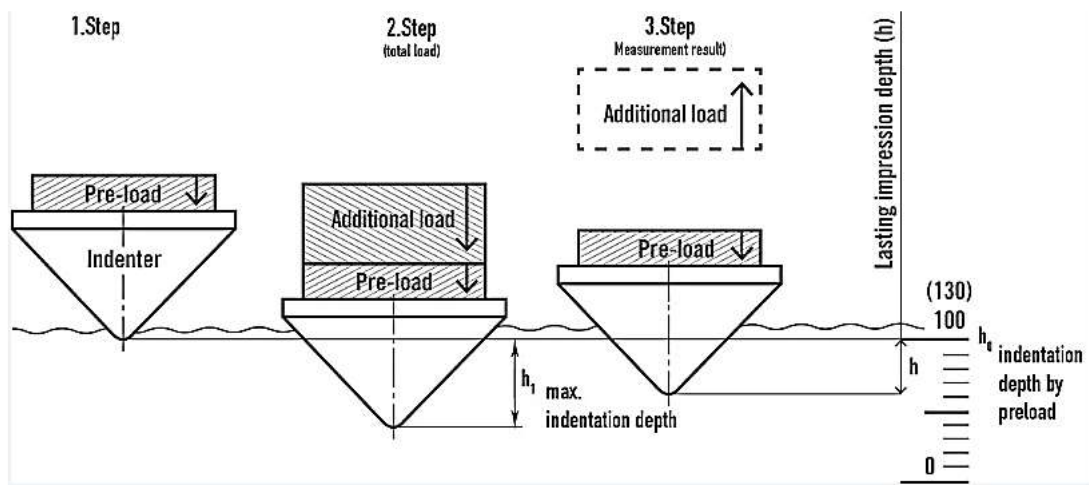 1.Step
2.Step
(total load)
3.Step
Measurement result)
Additional load
Lasting impression depth (h)
Pre-load
Indenter
Additional load
Pre-load
Pre-load
(130)
100
h0
indentation
depth by
preload
h
h1
max.
indentation depth
0